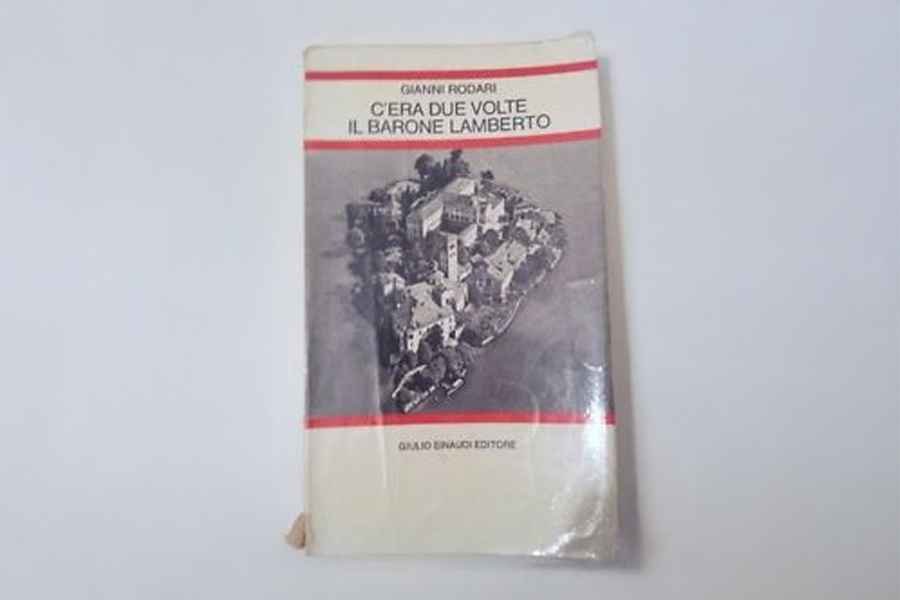 GIANNI RODARI
C'ERA DUE VOLTE
IL BARONE LAMBERTO
GIULIO EINAUDI EDITORE